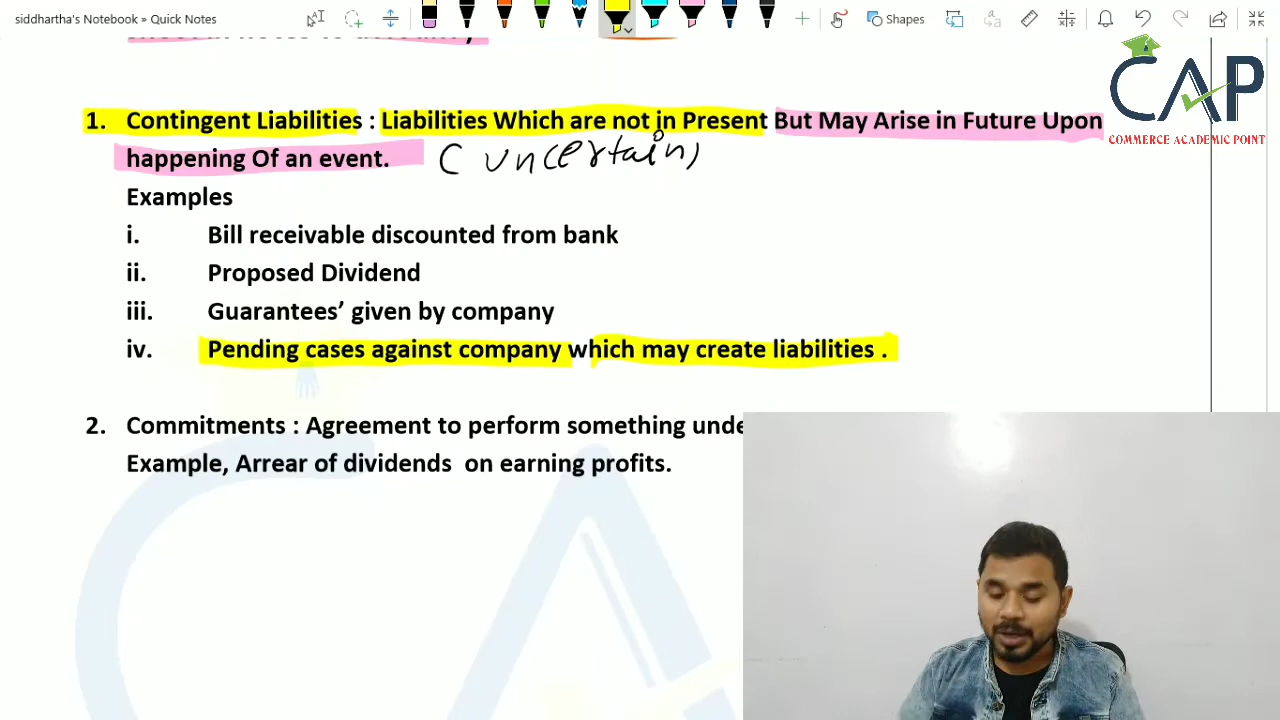 siddhartha's Notebook » Quick Notes
Shapes
CAP
COMMERCE ACADEMIC POINT
1. Contingent Liabilities : Liabilities Which are not in Present But May Arise in Future Upon
happening Of an event. ( uncertain)
Examples
i. Bill receivable discounted from bank
ii. Proposed Dividend
iii. Guarantees’ given by company
iv. Pending cases against company which may create liabilities .
2. Commitments : Agreement to perform something
Example, Arrear of dividends on earning profits.